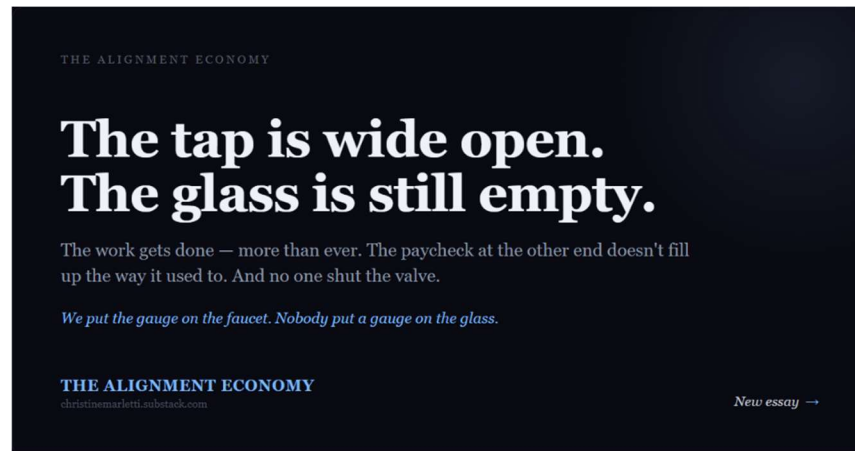 THE ALIGNMENT ECONOMY
The tap is wide open.
The glass is still empty.
The work gets done — more than ever. The paycheck at the other end doesn't fill
up the way it used to. And no one shut the valve.
We put the gauge on the faucet. Nobody put a gauge on the glass.
THE ALIGNMENT ECONOMY
christinemarletti.substack.com
New essay →